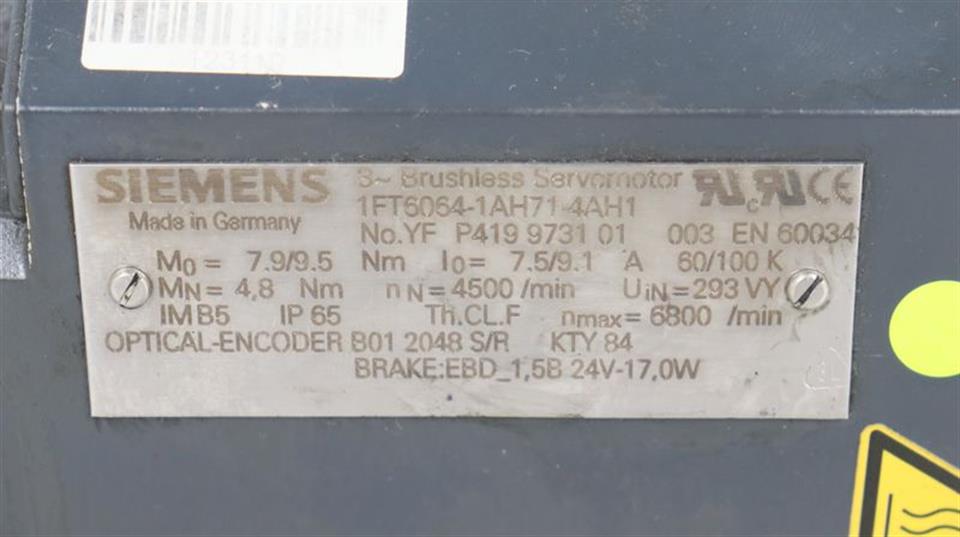 SIEMENS 3~ Brushless Servomotor
Made in Germany 1FT6064-1AH71-4AH1
No.YF P419 9731 01 003 EN 60034
M0 = 7.9/9.5 Nm I0 = 7.5/9.1 A 60/100 K
MN = 4,8 Nm nN = 4500 /min UiN = 293 VY
IM B5 IP 65 Th.CL.F nmax = 6800 /min
OPTICAL-ENCODER B01 2048 S/R KTY 84
BRAKE:EBD_1,5B 24V-17,0W